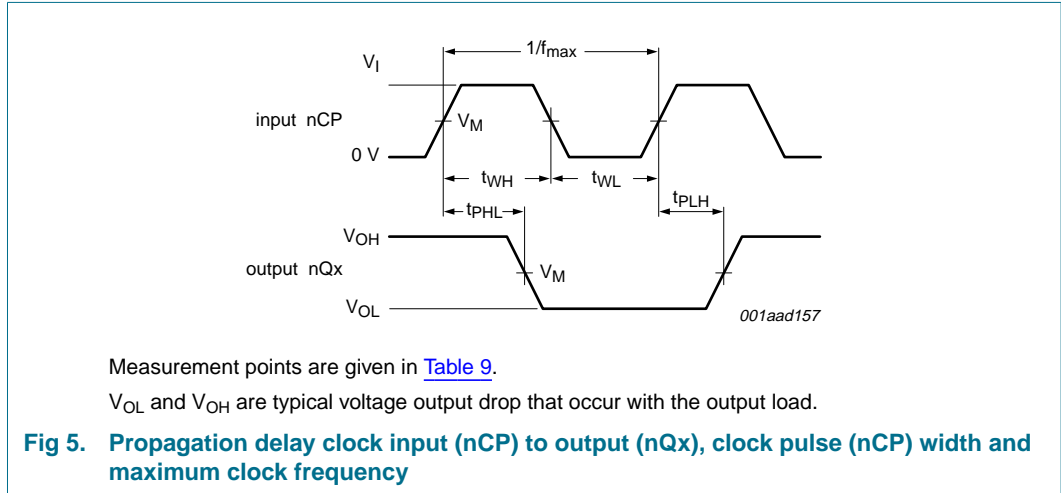 1/fmax
VI
input nCP
VM
0 V
tWH
tWL
tPHL
tPLH
VOH
output nQx
VM
VOL
001aad157
Measurement points are given in Table 9.
VOL and VOH are typical voltage output drop that occur with the output load.
Fig 5. Propagation delay clock input (nCP) to output (nQx), clock pulse (nCP) width and
maximum clock frequency